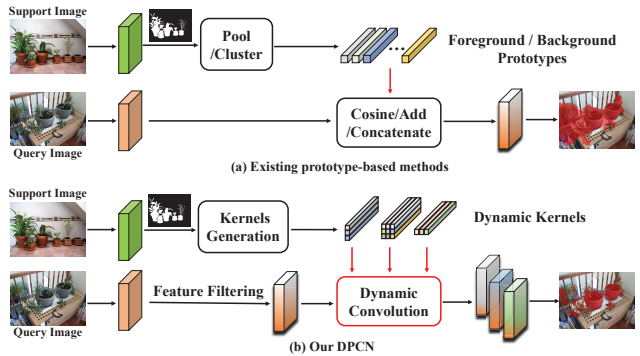 Support Image
Pool
/Cluster
Foreground / Background
Prototypes
Cosine/Add
/Concatenate
Query Image
(a) Existing prototype-based methods
Support Image
Kernels
Generation
Dynamic Kernels
Feature Filtering
Dynamic
Convolution
Query Image
(b) Our DPCN